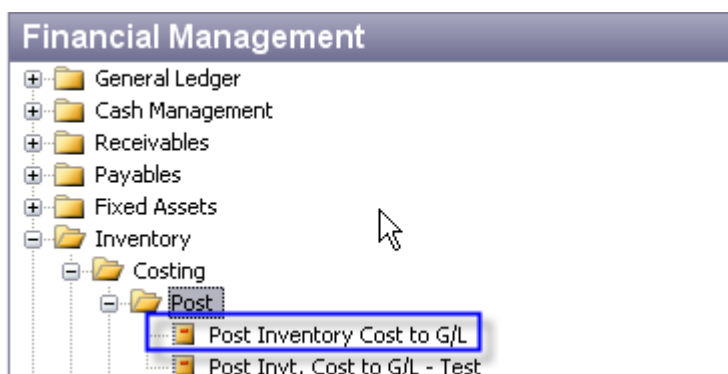 Financial Management
General Ledger
Cash Management
Receivables
Payables
Fixed Assets
Inventory
Costing
Post
Post Inventory Cost to G/L
Post Invt. Cost to G/L - Test